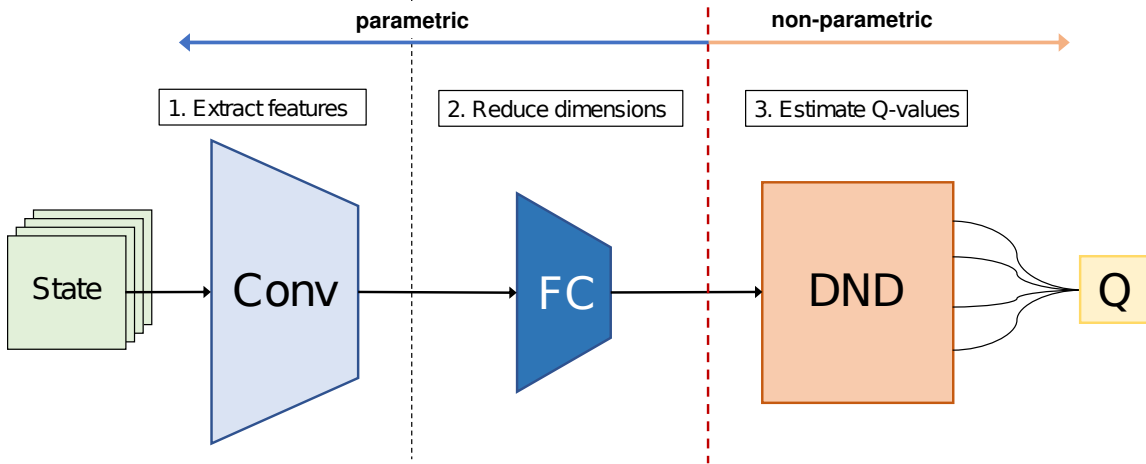 parametric
non-parametric
1. Extract features
2. Reduce dimensions
3. Estimate Q-values
State
Conv
FC
DND
Q